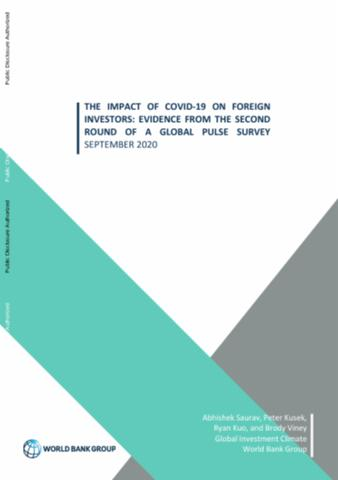 Public Disclosure Authorized
THE IMPACT OF COVID-19 ON FOREIGN
INVESTORS: EVIDENCE FROM THE SECOND
ROUND OF A GLOBAL PULSE SURVEY
SEPTEMBER 2020
Public Disclosure Authorized
Abhishek Saurav, Peter Kusek,
Ryan Kuo, and Brody Viney
Global Investment Climate
World Bank Group
WORLD BANK GROUP